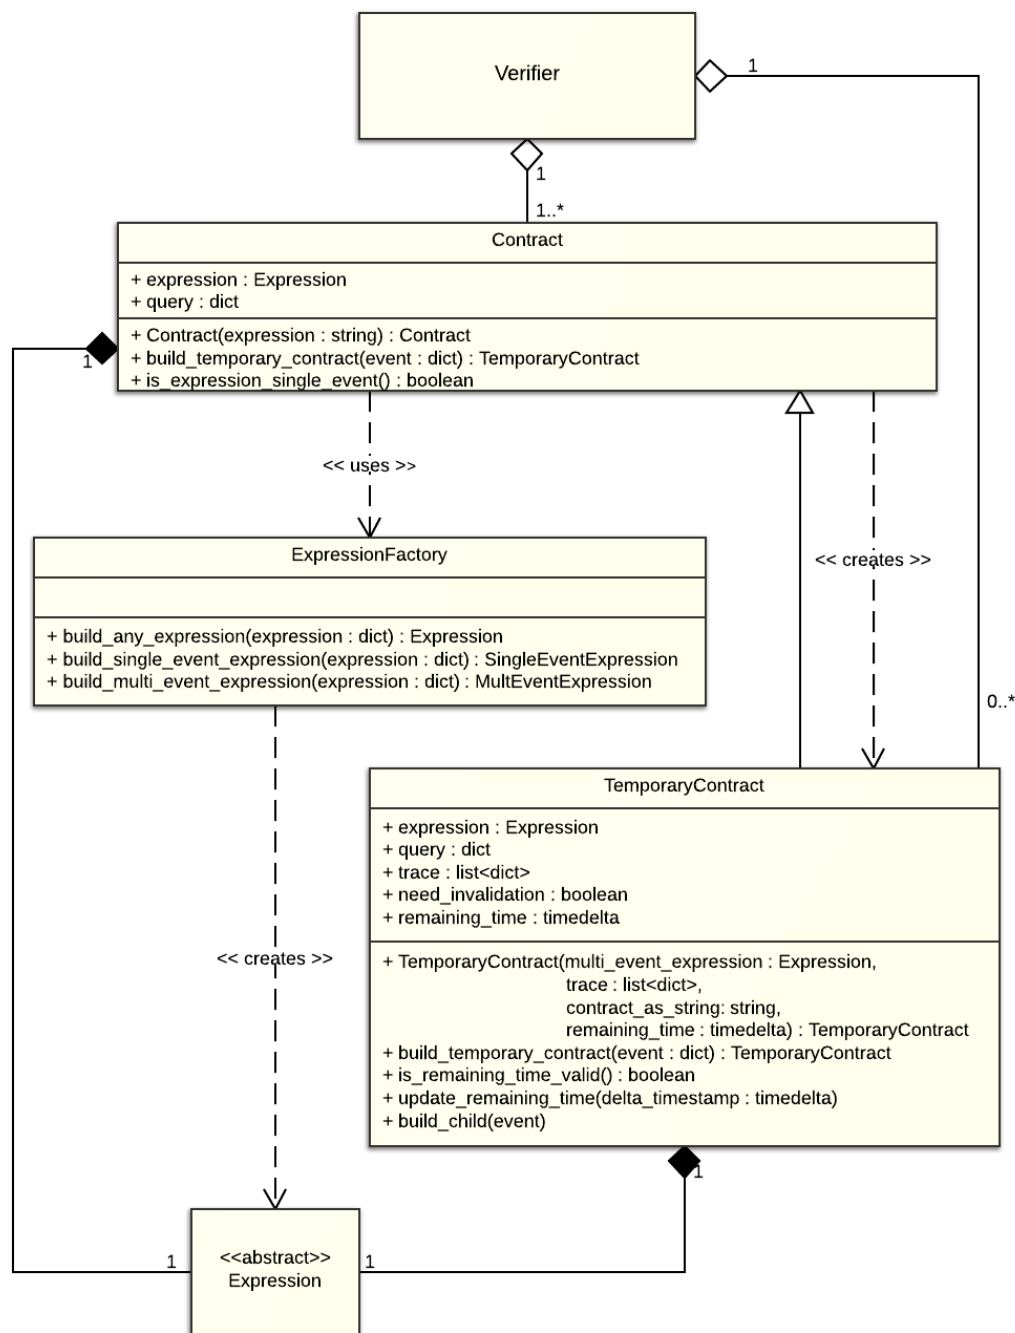 Verifier
1
1
1..*
Contract
+ expression : Expression
+ query : dict
+ Contract(expression : string) : Contract
+ build_temporary_contract(event : dict) : TemporaryContract
+ is_expression_single_event() : boolean
1
<< uses >>
<< creates >>
ExpressionFactory
+ build_any_expression(expression : dict) : Expression
+ build_single_event_expression(expression : dict) : SingleEventExpression
+ build_multi_event_expression(expression : dict) : MultEventExpression
0..*
TemporaryContract
+ expression : Expression
+ query : dict
+ trace : list<dict>
+ need_invalidation : boolean
+ remaining_time : timedelta
<< creates >>
+ TemporaryContract(multi_event_expression : Expression,
trace : list<dict>,
contract_as_string: string,
remaining_time : timedelta) : TemporaryContract
+ build_temporary_contract(event : dict) : TemporaryContract
+ is_remaining_time_valid() : boolean
+ update_remaining_time(delta_timestamp : timedelta)
+ build_child(event)
1
1
<<abstract>>
Expression
1